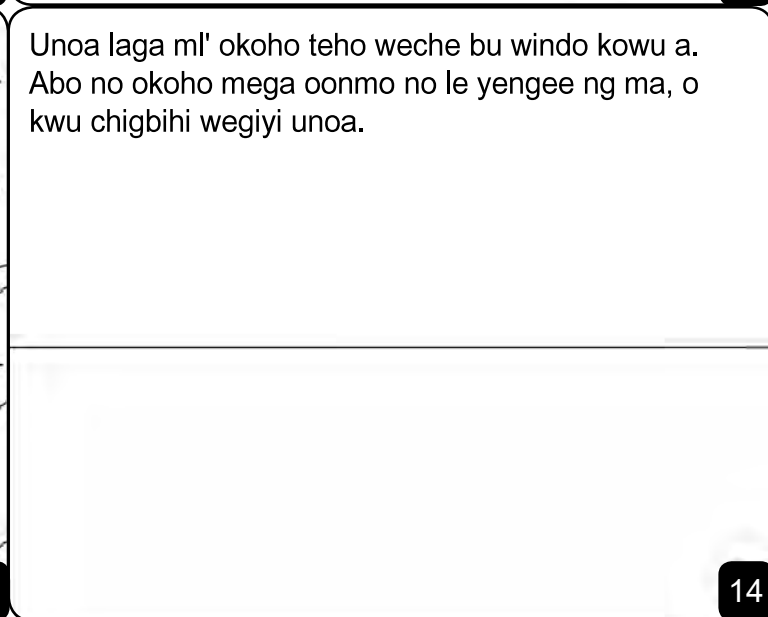 Unoa laga ml' okoho teho weche bu windo kowu a.
Abo no okoho mega oonmo no le yengee ng ma, o
kwu chigbihi wegiyi unoa.
14